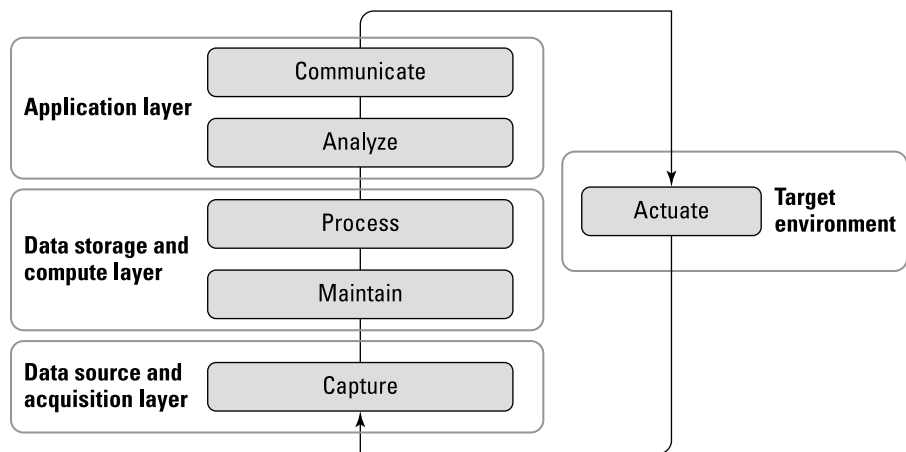 Communicate
Application layer
Analyze
Process
Data storage and
compute layer
Maintain
Data source and
acquisition layer
Capture
Actuate
Target
environment